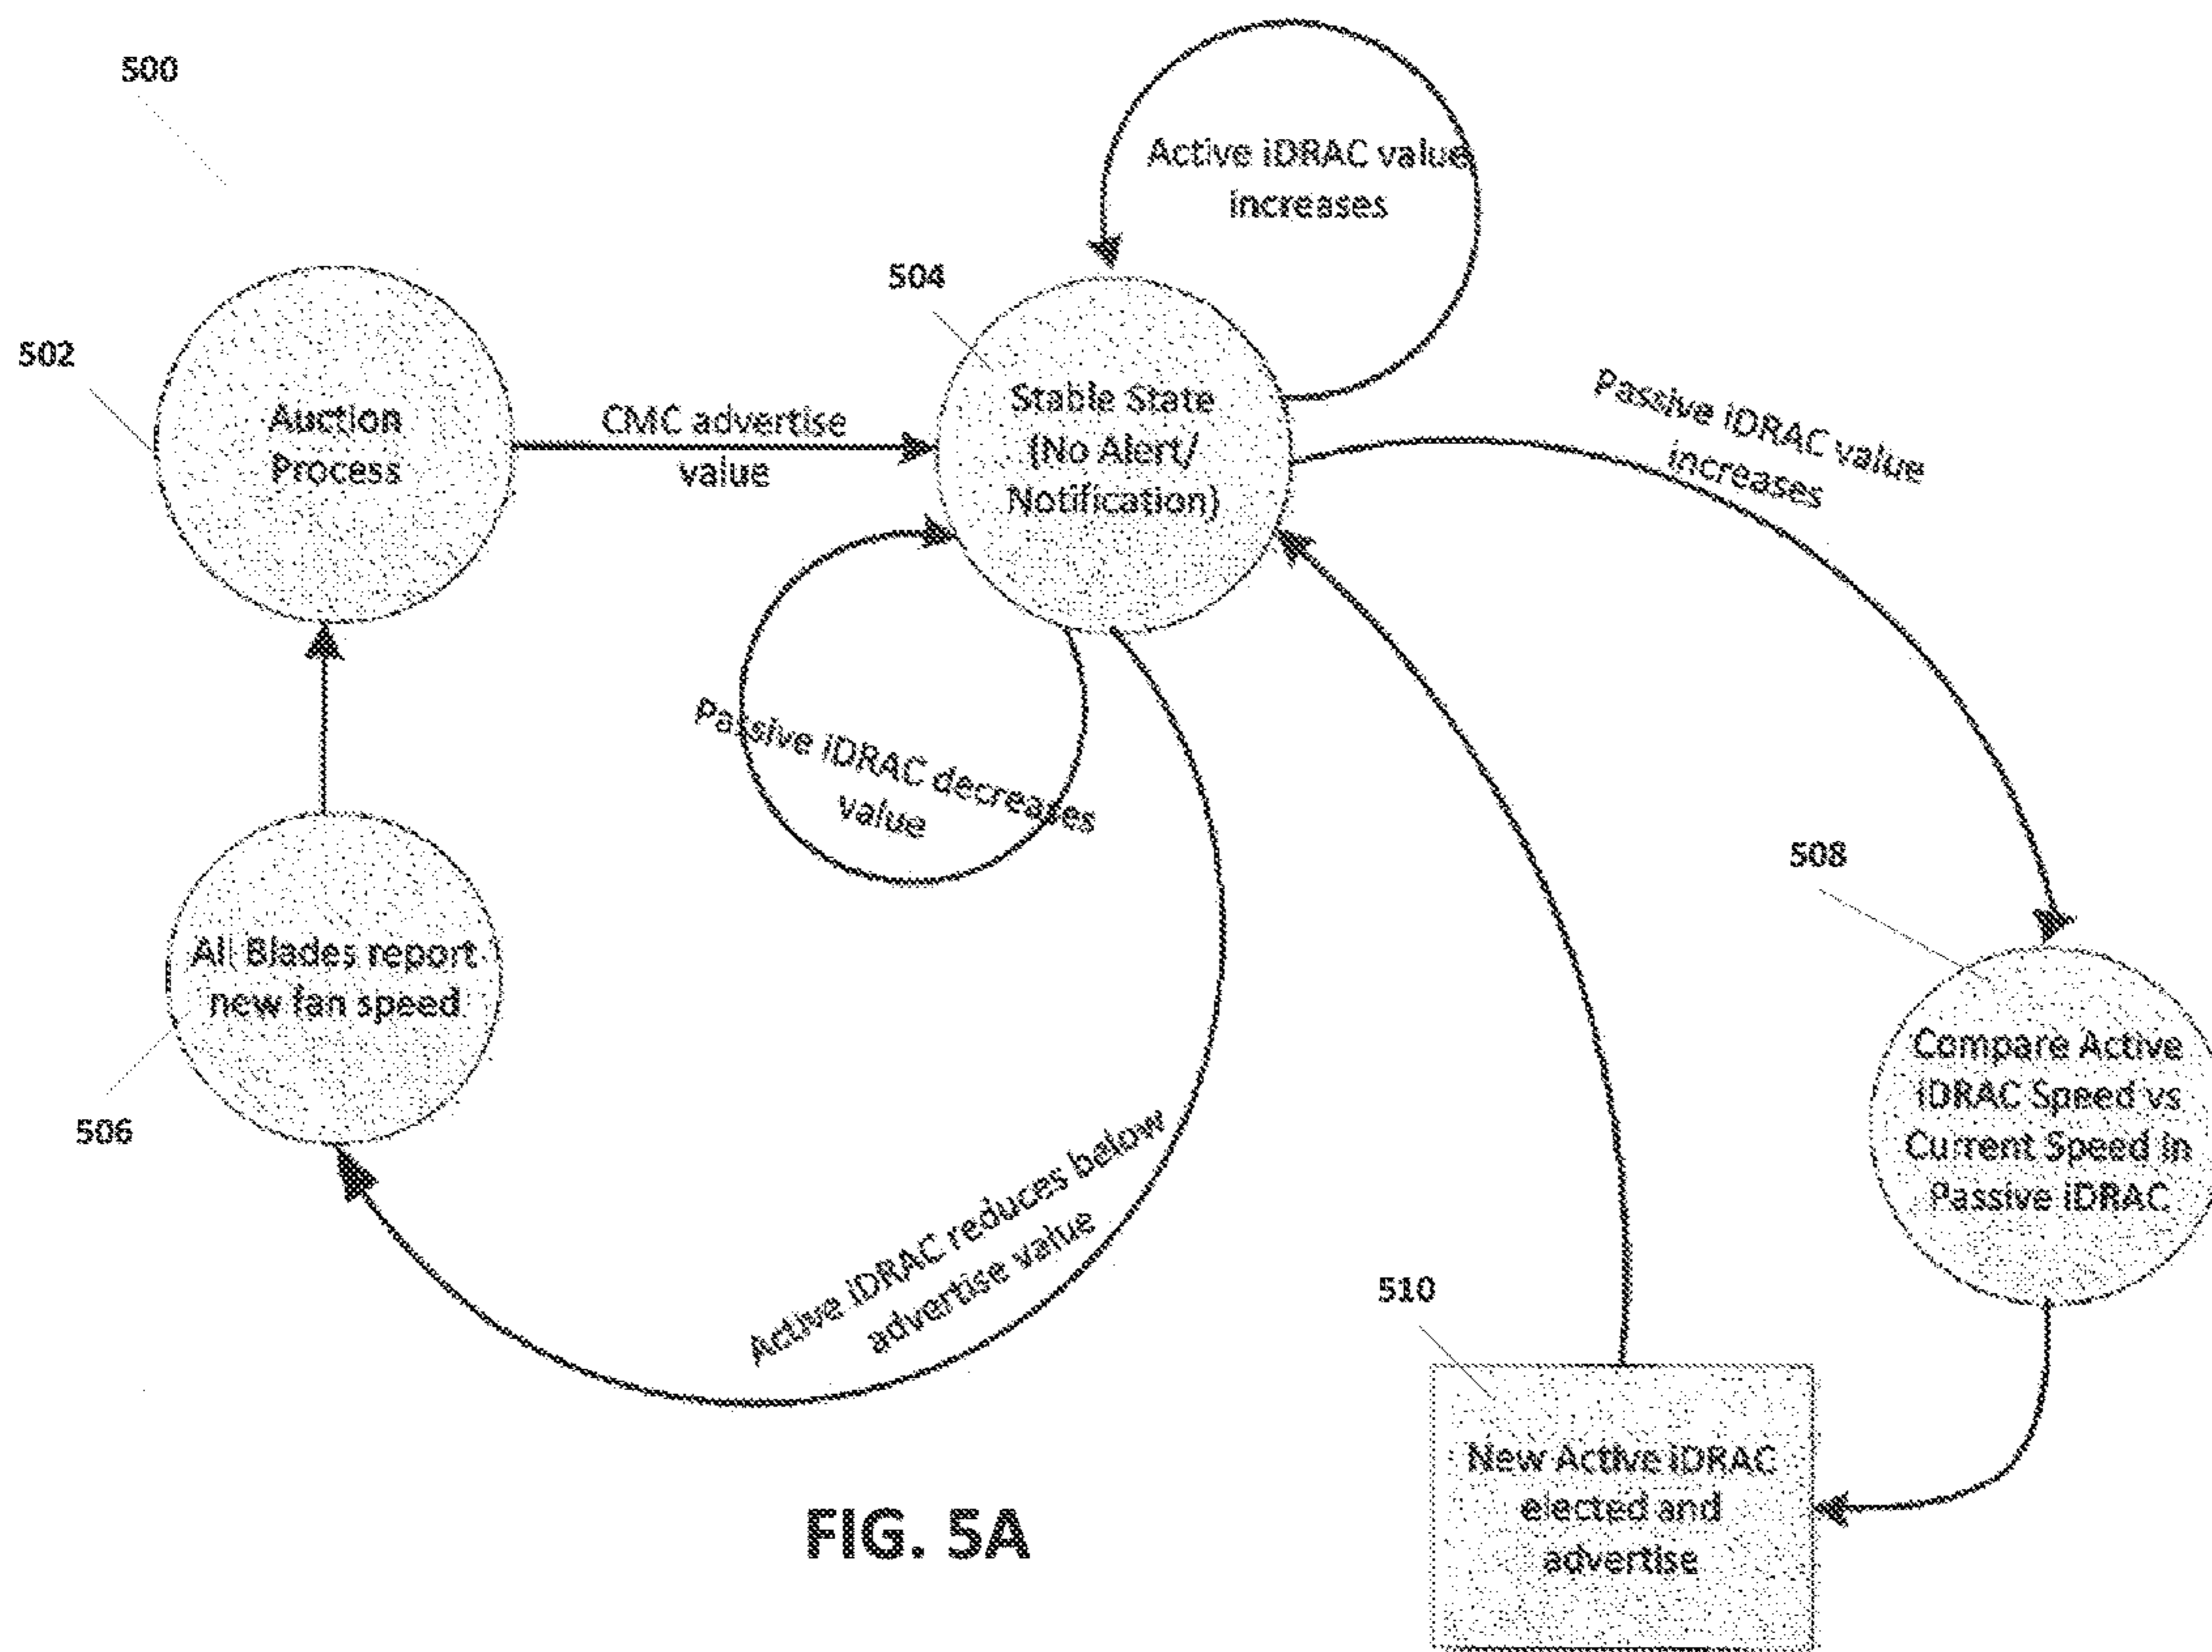 500
Active iDRAC value
increases
504
502
Auction
Process
CMC advertise
value
Stable State
(No Alert/
Notification)
Passive iDRAC value
increases
Passive iDRAC decreases
value
508
All Blades report
new fan speed
506
Compare Active
iDRAC Speed vs
Current Speed in
Passive iDRAC
Active iDRAC reduces below
advertise value
510
New Active iDRAC
elected and
advertise
FIG. 5A